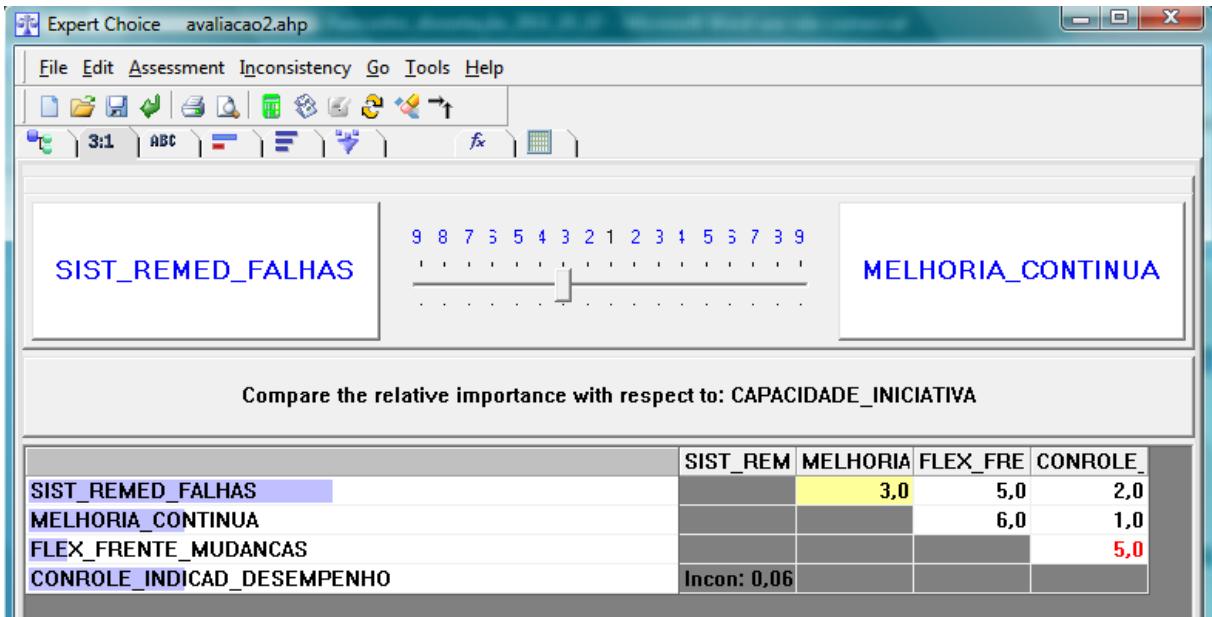 Expert Choice avaliacao2.ahp
File Edit Assessment Inconsistency Go Tools Help
3:1 ABC fx
9 8 7 6 5 4 3 2 1 2 3 4 5 6 7 8 9
SIST_REMED_FALHAS
MELHORIA_CONTINUA
Compare the relative importance with respect to: CAPACIDADE_INICIATIVA
SIST_REM MELHORIA FLEX_FRE CONROLE_
SIST_REMED_FALHAS 3,0 5,0 2,0
MELHORIA_CONTINUA 6,0 1,0
FLEX_FRENTE_MUDANCAS 5,0
CONROLE_INDICAD_DESEMPENHO Incon: 0,06